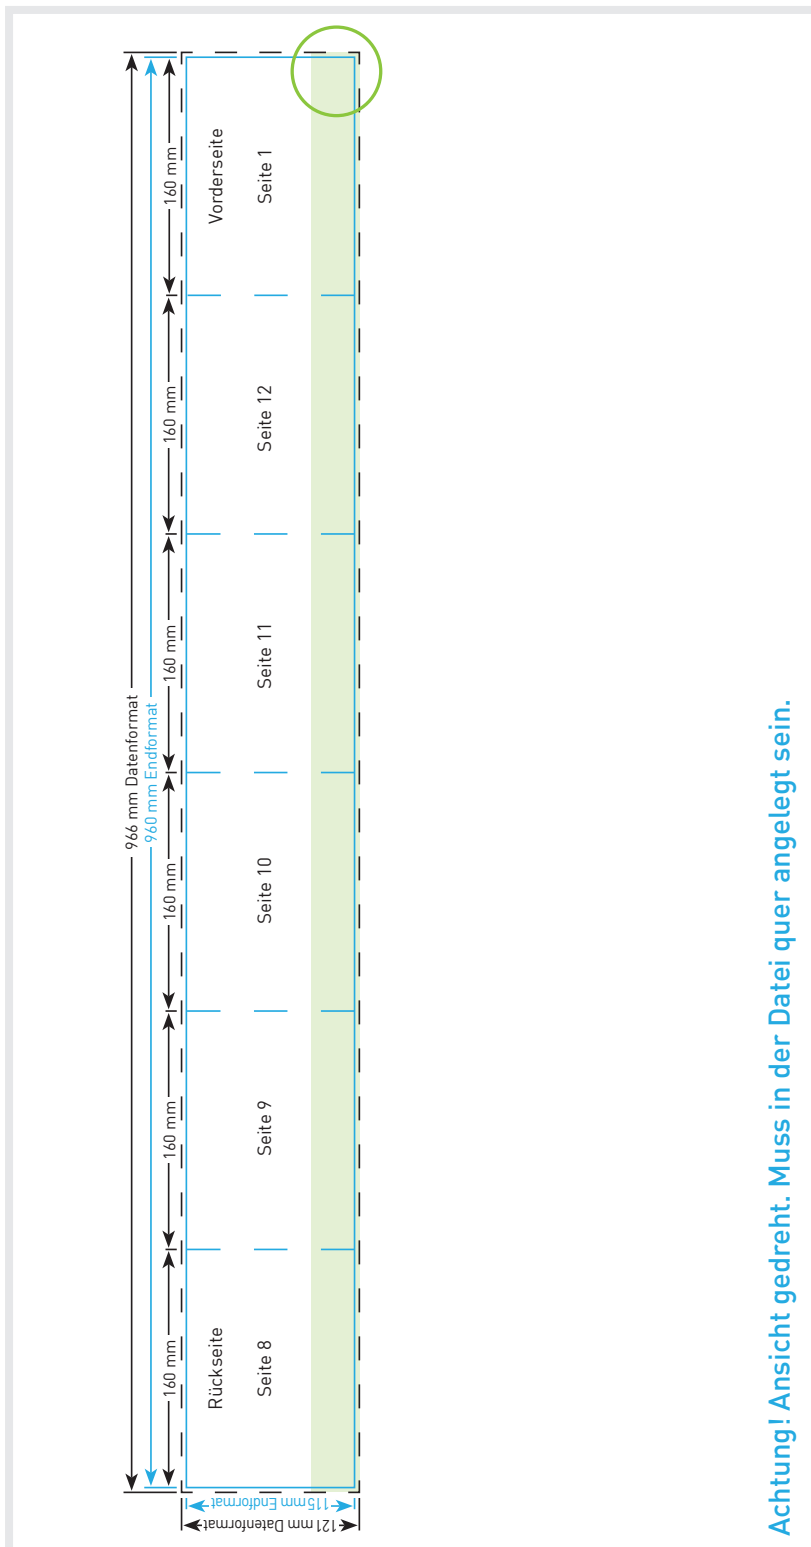 966 mm Datenformat
960 mm Endformat
160 mm
160 mm
160 mm
160 mm
160 mm
160 mm
Rückseite
Vorderseite
Seite 8
Seite 9
Seite 10
Seite 11
Seite 12
Seite 1
115 mm Endformat
121 mm Datenformat
Achtung! Ansicht gedreht. Muss in der Datei quer angelegt sein.